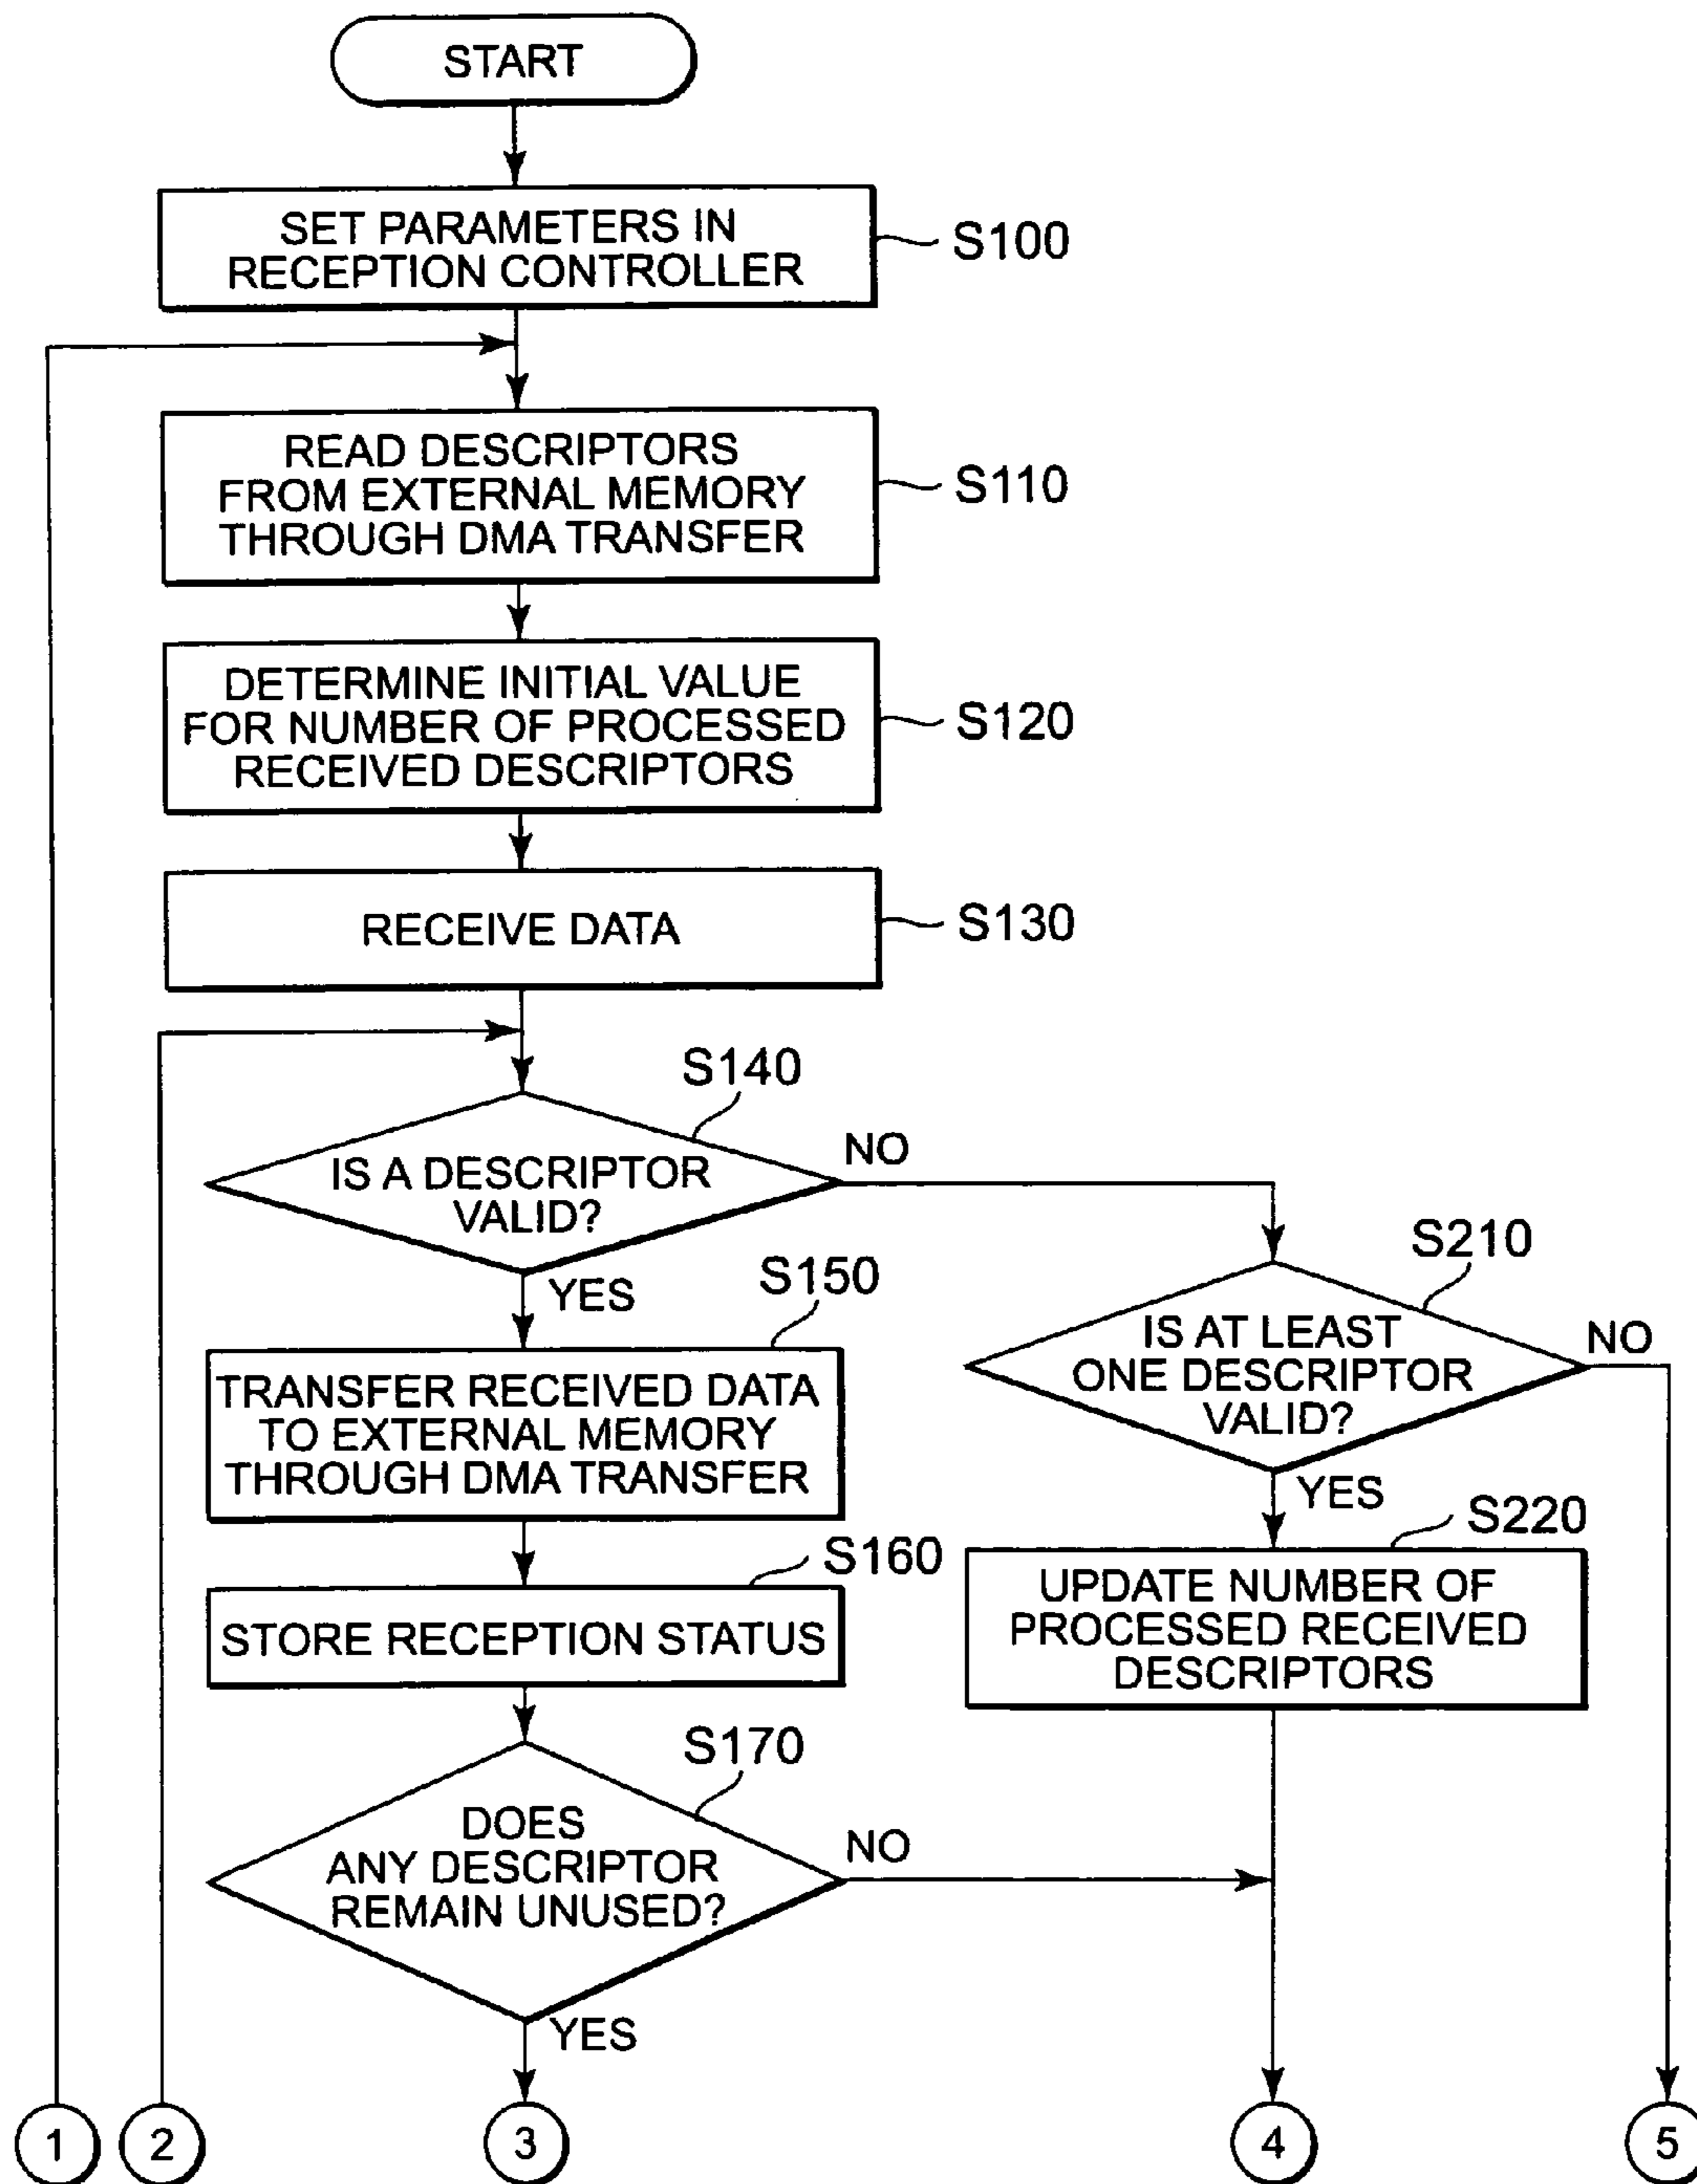 START
SET PARAMETERS IN
RECEPTION CONTROLLER
S100
READ DESCRIPTORS
FROM EXTERNAL MEMORY
THROUGH DMA TRANSFER
S110
DETERMINE INITIAL VALUE
FOR NUMBER OF PROCESSED
RECEIVED DESCRIPTORS
S120
RECEIVE DATA
S130
S140
IS A DESCRIPTOR
VALID?
NO
YES
S150
TRANSFER RECEIVED DATA
TO EXTERNAL MEMORY
THROUGH DMA TRANSFER
S210
IS AT LEAST
ONE DESCRIPTOR
VALID?
NO
YES
S160
STORE RECEPTION STATUS
S220
UPDATE NUMBER OF
PROCESSED RECEIVED
DESCRIPTORS
S170
DOES
ANY DESCRIPTOR
REMAIN UNUSED?
NO
YES
1
2
3
4
5